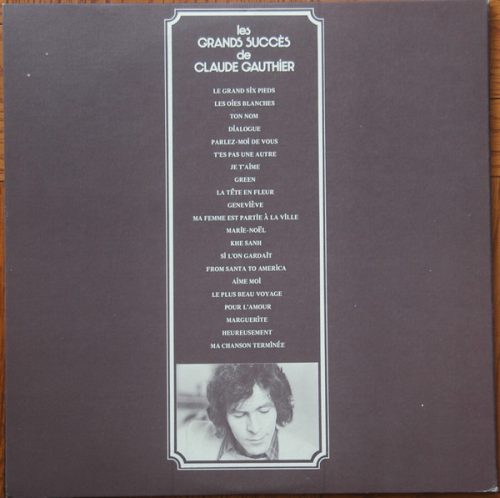 les
GRANDS SUCCÈS
de
CLAUDE GAUTHIER
LE GRAND SIX PIEDS
LES OIES BLANCHES
TON NOM
DIALOGUE
PARLEZ-MOI DE VOUS
T'ES PAS UNE AUTRE
JE T'AIME
GREEN
LA TÊTE EN FLEUR
GENEVIÈVE
MA FEMME EST PARTIE À LA VILLE
MARIE-NOËL
KHE SANH
SI L'ON GARDAIT
FROM SANTA TO AMERICA
AIME MOI
LE PLUS BEAU VOYAGE
POUR L'AMOUR
MARGUERITE
HEUREUSEMENT
MA CHANSON TERMINÉE